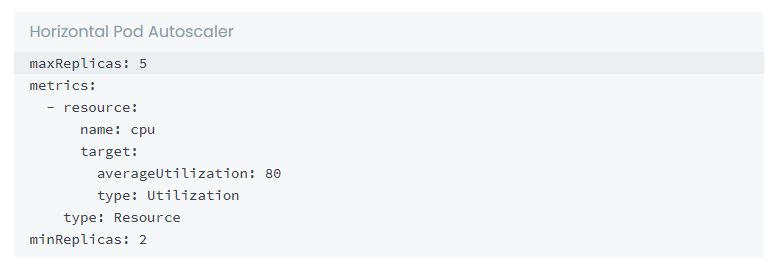 Horizontal Pod Autoscaler
maxReplicas: 5
metrics:
  - resource:
      name: cpu
      target:
        averageUtilization: 80
        type: Utilization
    type: Resource
minReplicas: 2